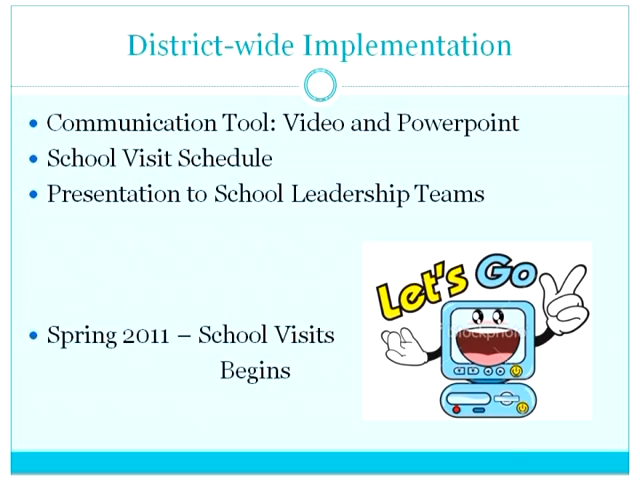 District-wide Implementation
Communication Tool: Video and Powerpoint
School Visit Schedule
Presentation to School Leadership Teams
Let's Go
Spring 2011 – School Visits
Begins